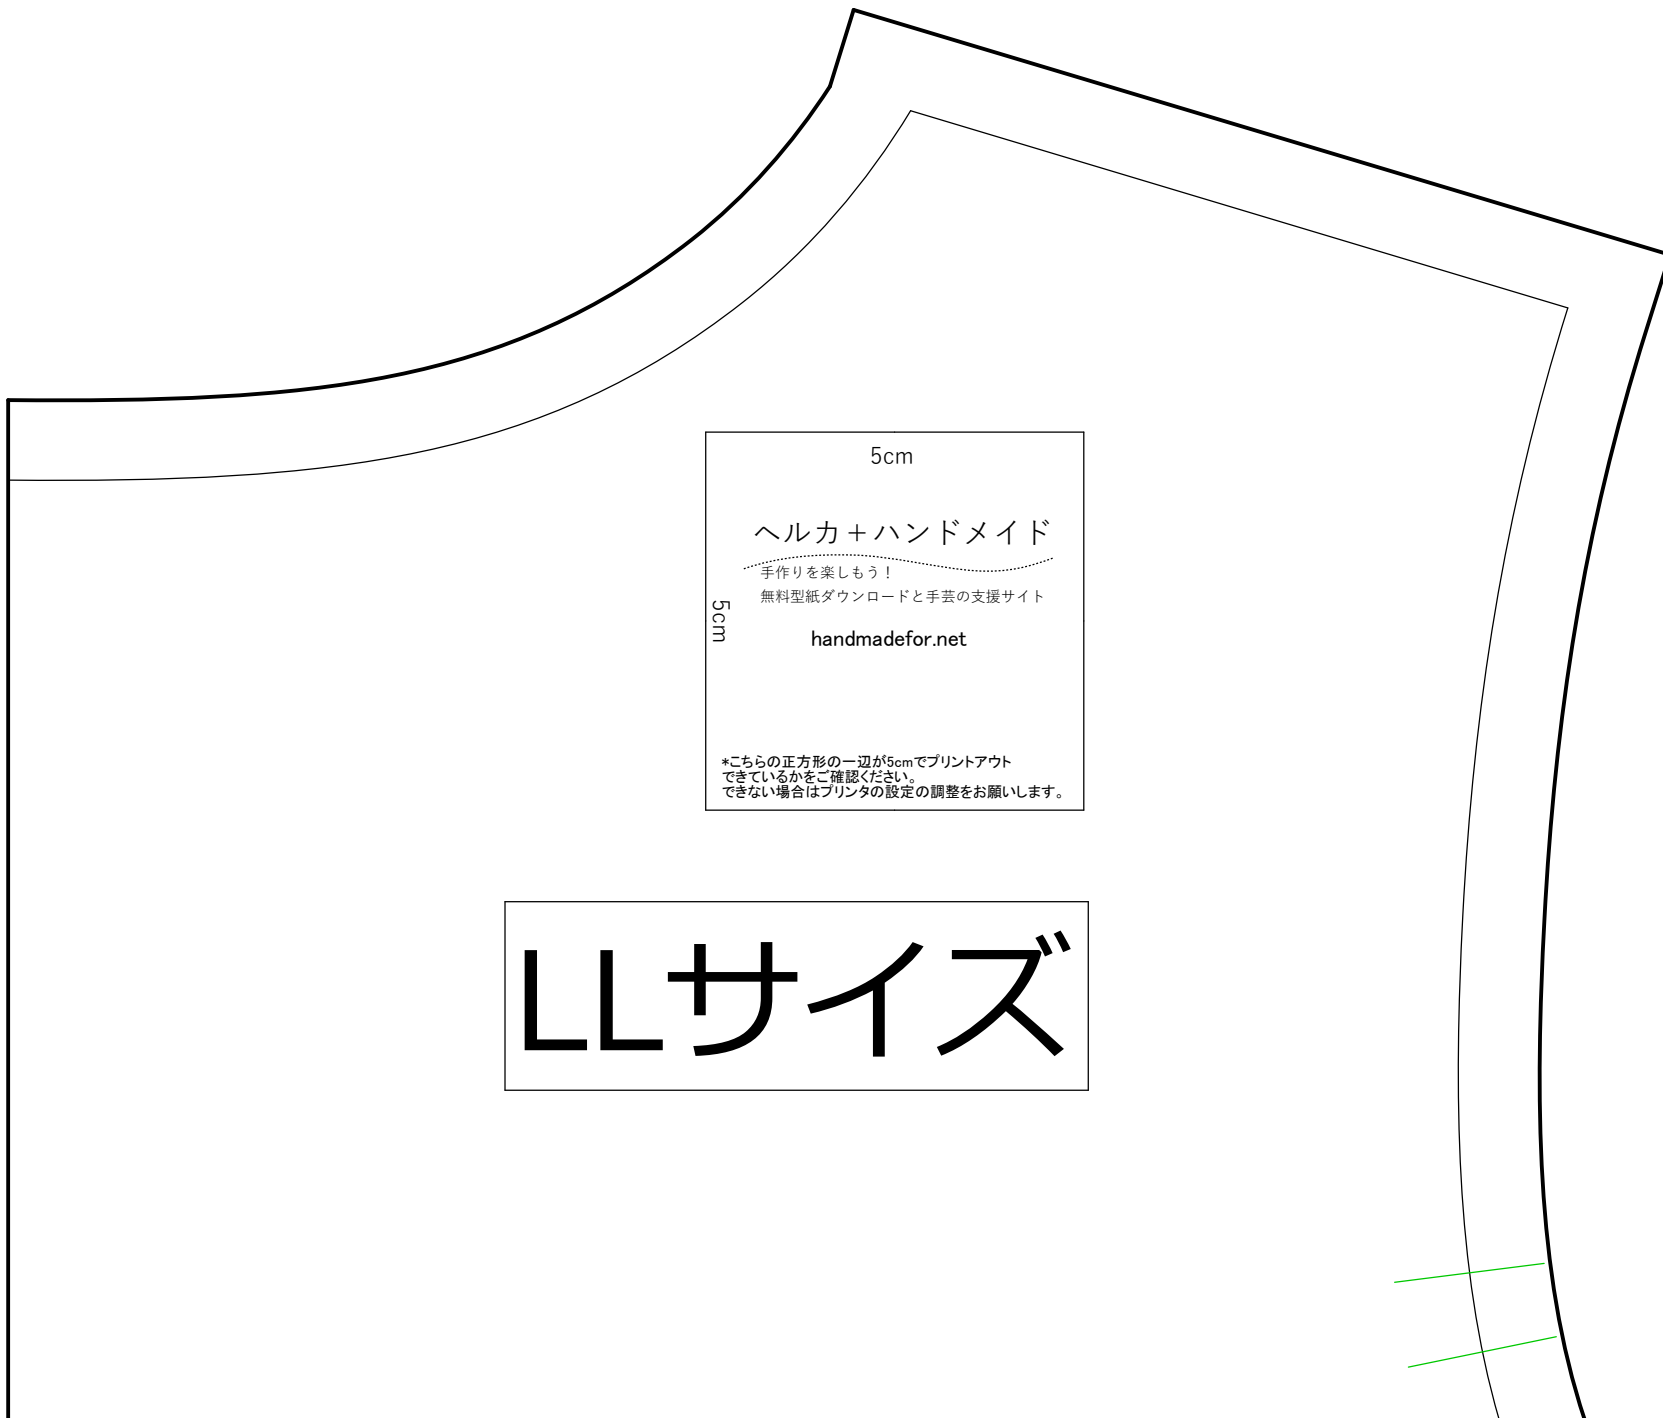 5cm
ヘルカ+ハンドメイド
手作りを楽しもう!
無料型紙ダウンロードと手芸の支援サイト
5cm
handmadefor.net
*こちらの正方形の一辺が5cmでプリントアウト
できているかをご確認ください。
できない場合はプリンタの設定の調整をお願いします。
LLサイズ